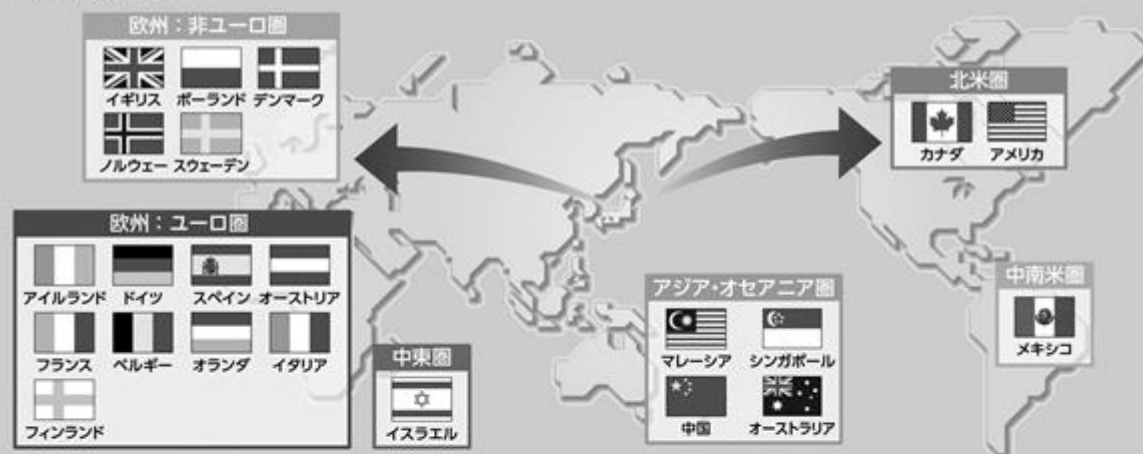 欧州：非ユーロ圏
イギリス ポーランド デンマーク
ノルウェー スウェーデン
欧州：ユーロ圏
アイルランド ドイツ スペイン オーストリア
フランス ベルギー オランダ イタリア
フィンランド
中東圏
イスラエル
アジア・オセアニア圏
マレーシア シンガポール
中国 オーストラリア
北米圏
カナダ アメリカ
中南米圏
メキシコ